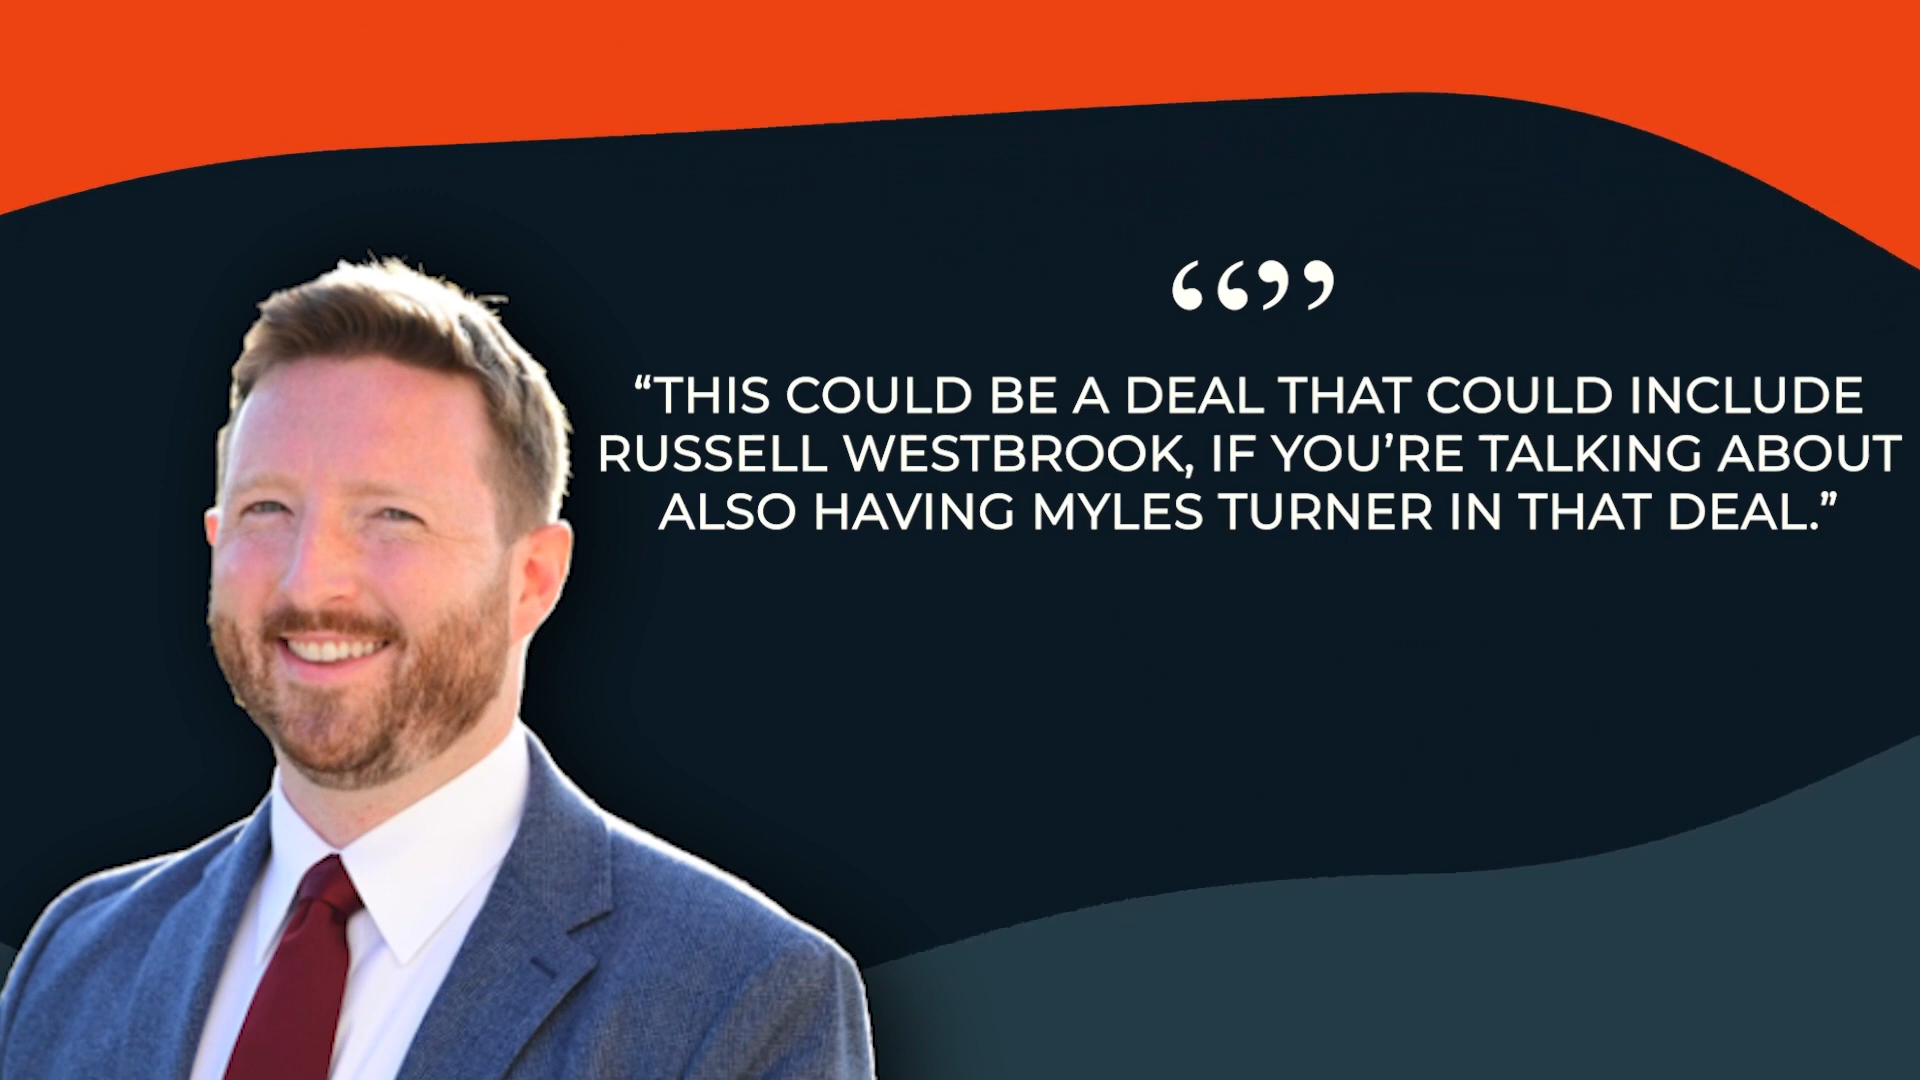 “”
“THIS COULD BE A DEAL THAT COULD INCLUDE
RUSSELL WESTBROOK, IF YOU’RE TALKING ABOUT
ALSO HAVING MYLES TURNER IN THAT DEAL.”